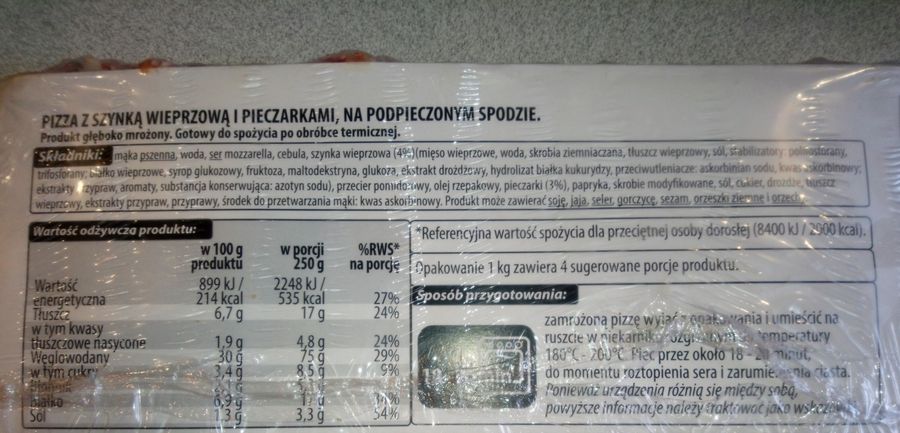 PIZZA Z SZYNKĄ WIEPRZOWĄ I PIECZARKAMI, NA PODPIECZONYM SPODZIE.
Produkt głęboko mrożony. Gotowy do spożycia po obróbce termicznej.
Składniki: mąka pszenna, woda, ser mozzarella, cebula, szynka wieprzowa (4%)(mięso wieprzowe, woda, skrobia ziemniaczana, tłuszcz wieprzowy, sól, stabilizatory: polifosforany,
trifosforany, białko wieprzowe, syrop glukozowy, fruktoza, maltodekstryna, glukoza, ekstrakt drożdżowy, hydrolizat białka kukurydzy, przeciwutleniacze: askorbinian sodu, kwas askorbinowy;
ekstrakty przypraw, aromaty, substancja konserwująca: azotyn sodu), przecier pomidorowy, olej rzepakowy, pieczarki (3%), papryka, skrobie modyfikowane, sól, cukier, drożdże, tłuszcz
wieprzowy, ekstrakty przypraw, przyprawy, środek do przetwarzania mąki: kwas askorbinowy. Produkt może zawierać soję, jaja, seler, gorczycę, sezam, orzeszki ziemne i orzechy.
Wartość odżywcza produktu:
w 100 g produktu
w porcji 250 g
%RWS* na porcję
Wartość energetyczna 899 kJ / 214 kcal 2248 kJ / 535 kcal 27%
Tłuszcz 6,7 g 17 g 24%
w tym kwasy
tłuszczowe nasycone 1,9 g 4,8 g 24%
Węglowodany 30 g 75 g 29%
w tym cukry 3,4 g 8,5 g 9%
Błonnik
Białko 6,9 g 17 g
Sól 1,3 g 3,3 g 54%
*Referencyjna wartość spożycia dla przeciętnej osoby dorosłej (8400 kJ / 2000 kcal).
Opakowanie 1 kg zawiera 4 sugerowane porcje produktu.
Sposób przygotowania:
zamrożoną pizzę wyjąć z opakowania i umieścić na
ruszcie w piekarniku rozgrzanym do temperatury
180°C - 200°C. Piec przez około 18 - 20 minut,
do momentu roztopienia sera i zarumienienia ciasta.
Ponieważ urządzenia różnią się między sobą,
powyższe informacje należy traktować jako